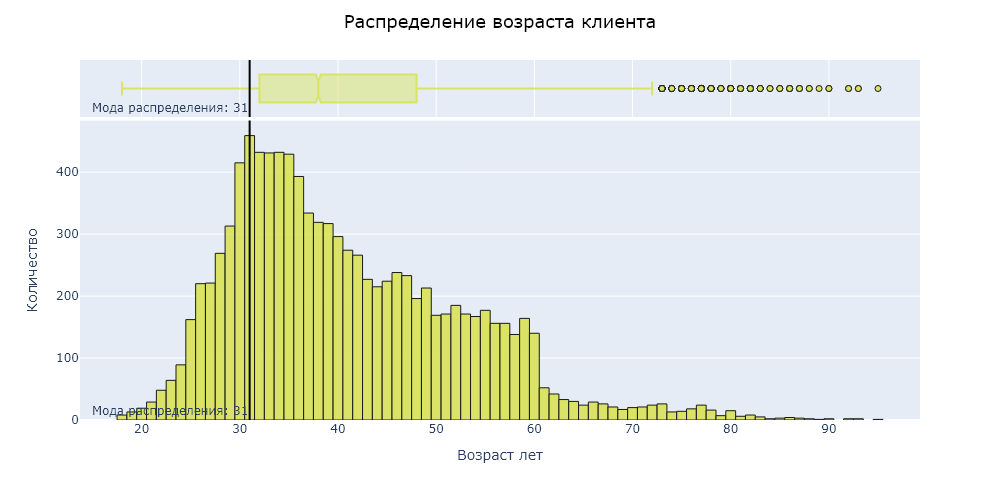 Распределение возраста клиента
Мода распределения: 31
400
300
200
100
0
Количество
Мода распределения: 31
20 30 40 50 60 70 80 90
Возраст лет